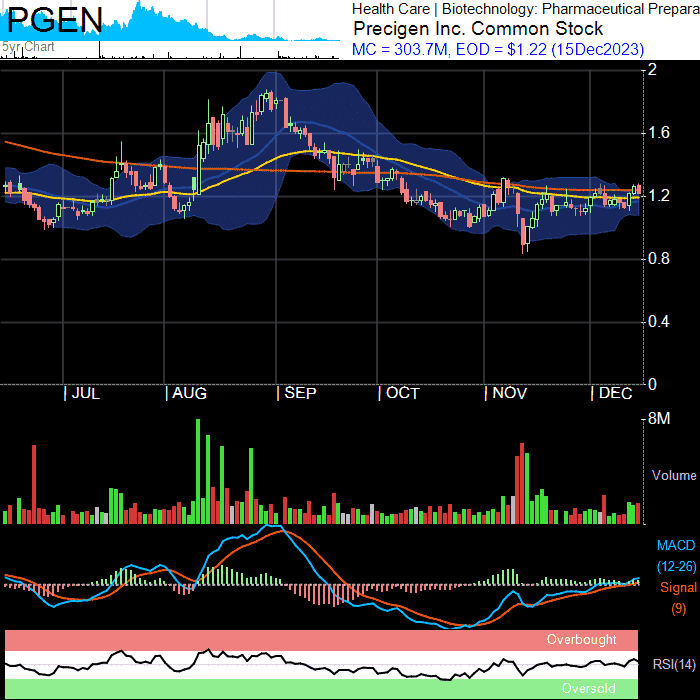 PGEN
5yr Chart
Health Care | Biotechnology: Pharmaceutical Prepara
Precigen Inc. Common Stock
MC = 303.7M, EOD = $1.22 (15Dec2023)
2
1.6
1.2
0.8
0.4
0
| JUL | AUG | SEP | OCT | NOV | DEC
8M
Volume
MACD
(12-26)
Signal
(9)
Overbought
RSI(14)
Oversold